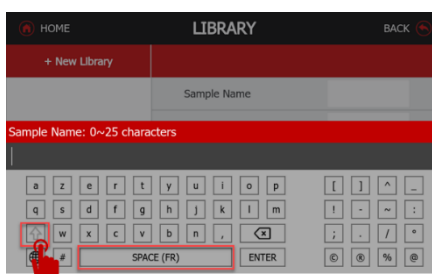 HOME LIBRARY BACK
+ New Library
Sample Name
Sample Name: 0~25 characters
a z e r t y u i o p [ ] ^ _
q s d f g h j k l m ! - ~ :
w x c v b n , ; . / °
# SPACE (FR) ENTER © ® % @